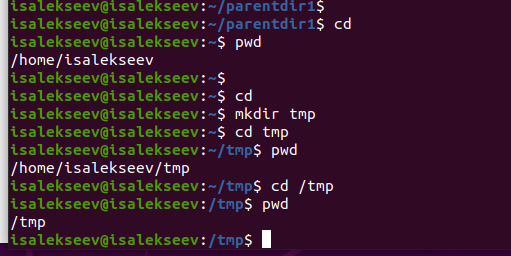 isalekseev@isalekseev:~/parentdir1$
isalekseev@isalekseev:~/parentdir1$ cd
isalekseev@isalekseev:~$ pwd
/home/isalekseev
isalekseev@isalekseev:~$
isalekseev@isalekseev:~$ cd
isalekseev@isalekseev:~$ mkdir tmp
isalekseev@isalekseev:~$ cd tmp
isalekseev@isalekseev:~/tmp$ pwd
/home/isalekseev/tmp
isalekseev@isalekseev:~/tmp$ cd /tmp
isalekseev@isalekseev:/tmp$ pwd
/tmp
isalekseev@isalekseev:/tmp$